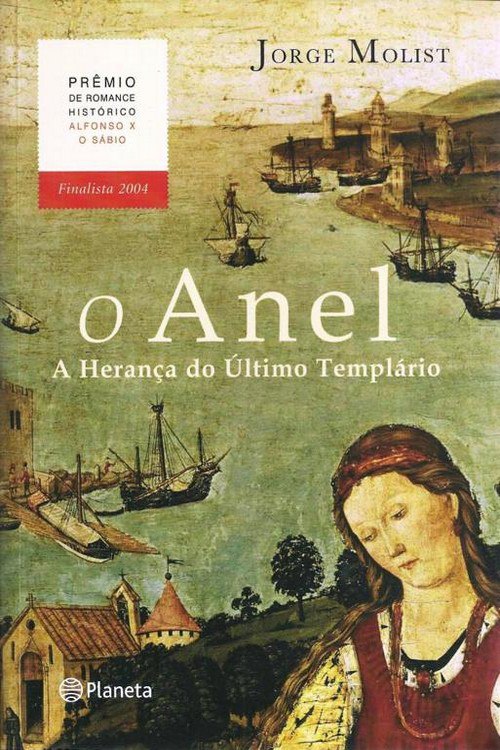 JORGE MOLIST
PRÊMIO
DE ROMANCE
HISTÓRICO
ALFONSO X
O SÁBIO
Finalista 2004
O Anel
A Herança do Último Templário
Planeta